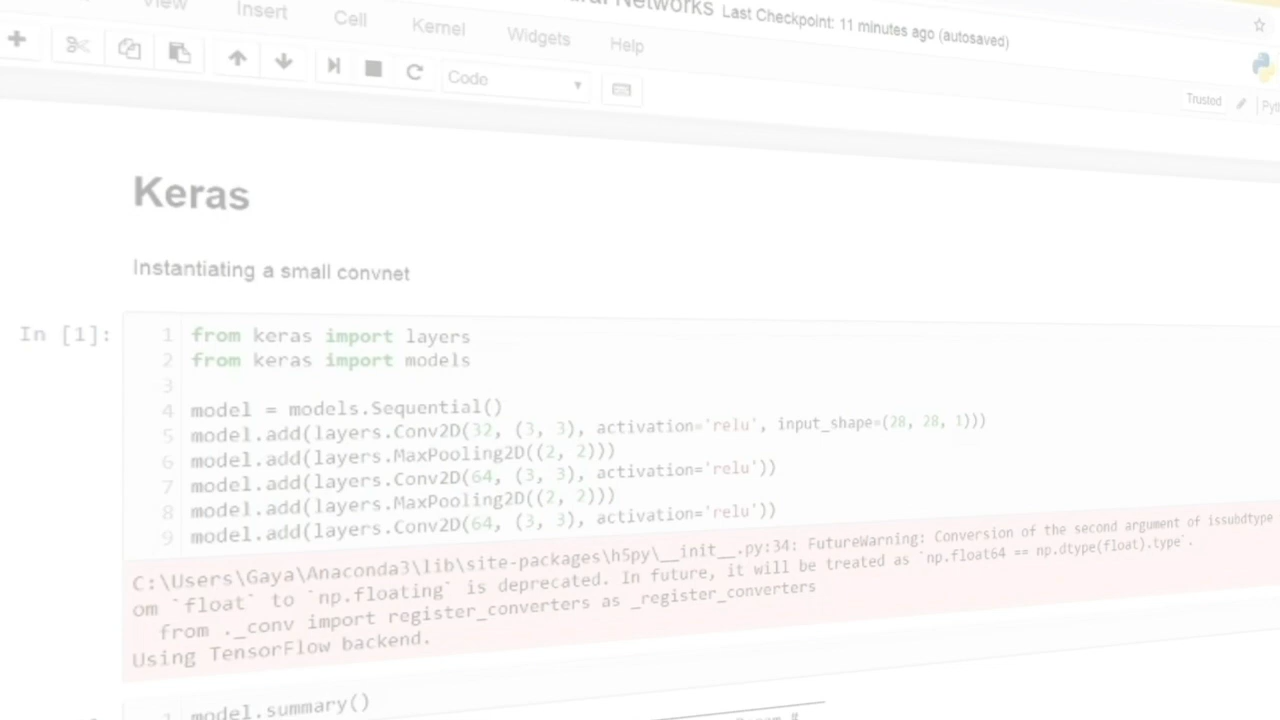 View Insert Cell Kernel Widgets Help
Networks Last Checkpoint: 11 minutes ago (autosaved)
Code
Trusted
Keras
Instantiating a small convnet
In [1]:
1 from keras import layers
2 from keras import models
3
4 model = models.Sequential()
5 model.add(layers.Conv2D(32, (3, 3), activation='relu', input_shape=(28, 28, 1)))
6 model.add(layers.MaxPooling2D((2, 2)))
7 model.add(layers.Conv2D(64, (3, 3), activation='relu'))
8 model.add(layers.MaxPooling2D((2, 2)))
9 model.add(layers.Conv2D(64, (3, 3), activation='relu'))
C:\Users\Gaya\Anaconda3\lib\site-packages\h5py\__init__.py:34: FutureWarning: Conversion of the second argument of issubdtype
om `float` to `np.floating` is deprecated. In future, it will be treated as `np.float64 == np.dtype(float).type`.
from ._conv import register_converters as _register_converters
Using TensorFlow backend.
1 model.summary()